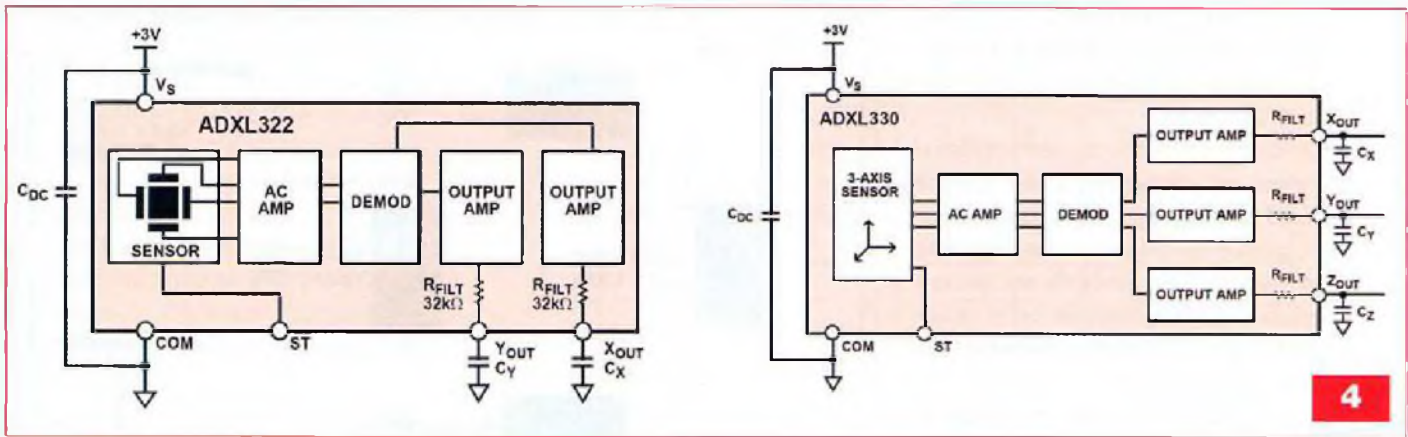 +3V
VS
ADXL322
CDC
SENSOR
AC
AMP
DEMOD
OUTPUT
AMP
OUTPUT
AMP
RFILT
32kΩ
RFILT
32kΩ
COM
ST
YOUT
CY
XOUT
CX
+3V
VS
ADXL330
CDC
3-AXIS
SENSOR
AC AMP
DEMOD
OUTPUT AMP
OUTPUT AMP
OUTPUT AMP
RFILT
XOUT
CX
RFILT
YOUT
CY
RFILT
ZOUT
CZ
COM
ST
4